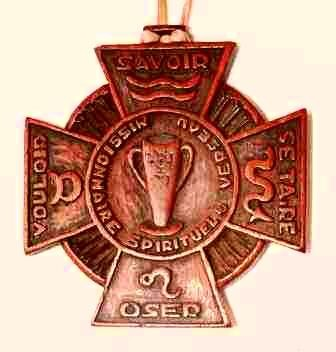 SAVOIR
VOULOIR
MISSIONNAIRE SPIRITUEL DU VERSEAU
SE TAIRE
OSER